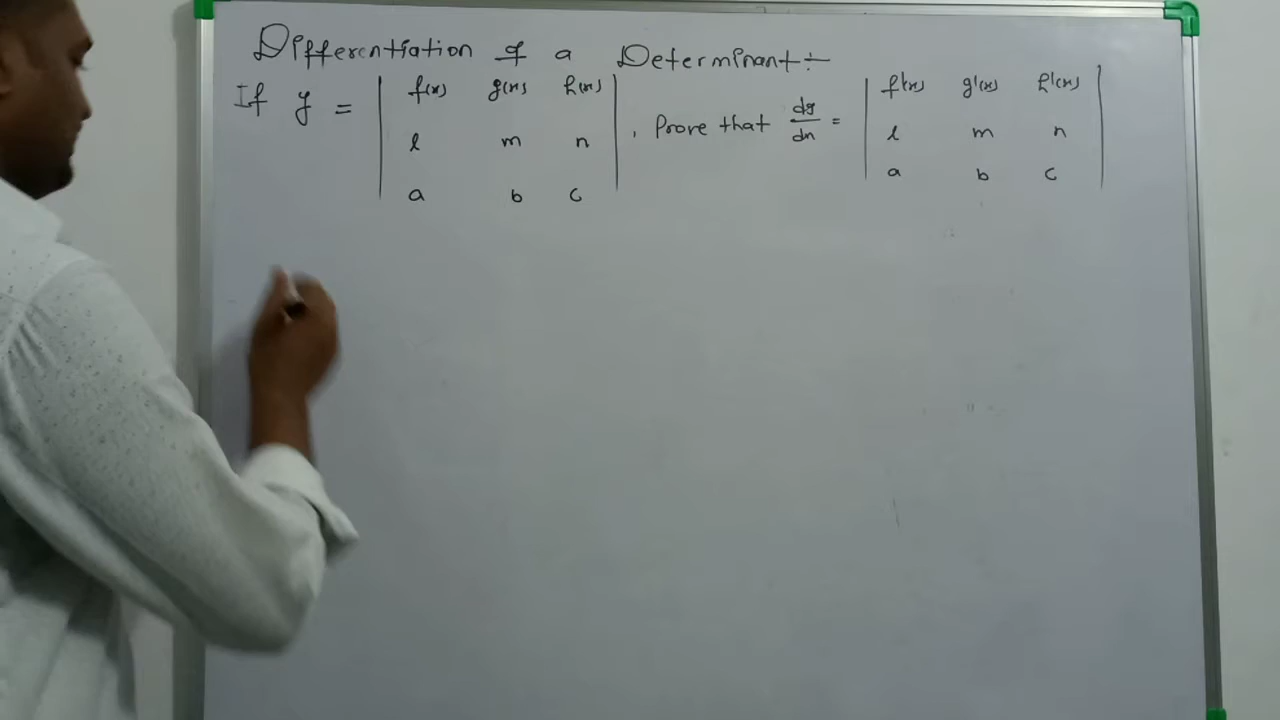 Differentiation of a Determinant :-
If y = | f(x) g(x) h(x) | , Prove that dy/dx = | f'(x) g'(x) h'(x) |
| l m n | | l m n |
| a b c | | a b c |